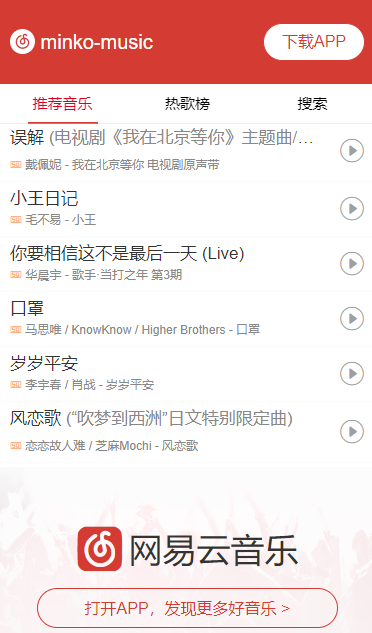 minko-music
下载APP
推荐音乐
热歌榜
搜索
误解 (电视剧《我在北京等你》主题曲/…
戴佩妮 - 我在北京等你 电视剧原声带
小王日记
毛不易 - 小王
你要相信这不是最后一天 (Live)
华晨宇 - 歌手·当打之年 第3期
口罩
马思唯 / KnowKnow / Higher Brothers - 口罩
岁岁平安
李宇春 / 肖战 - 岁岁平安
风恋歌 (“吹梦到西洲”日文特别限定曲)
恋恋故人难 / 芝麻Mochi - 风恋歌
网易云音乐
打开APP，发现更多好音乐 >